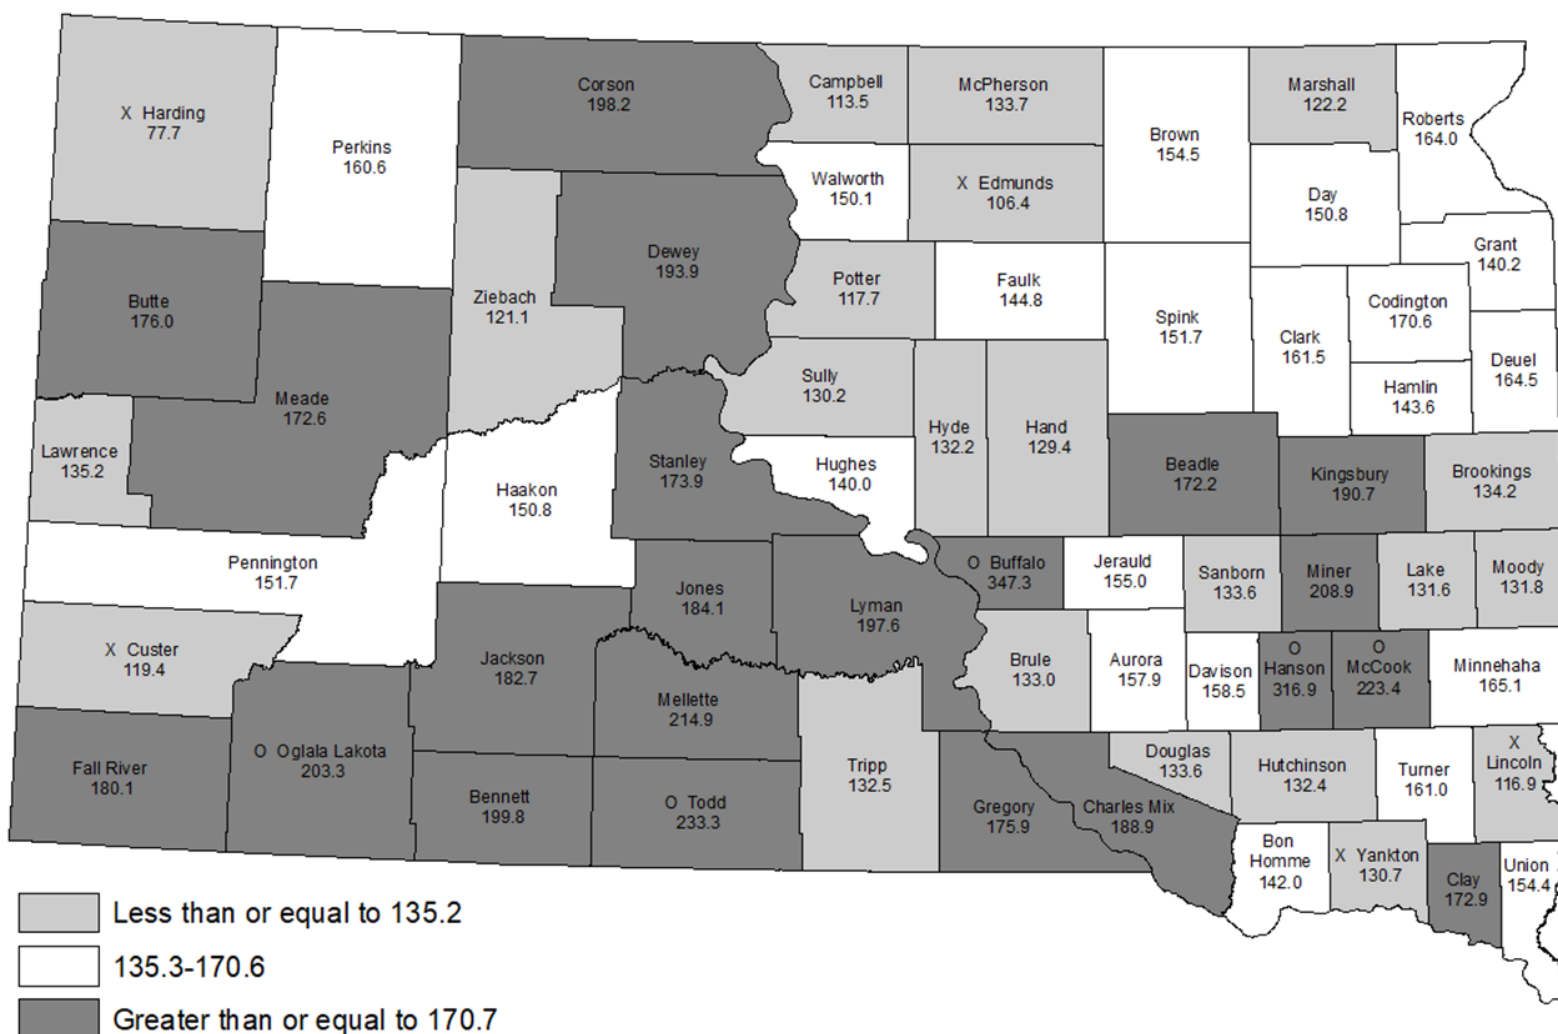 X Harding
77.7
Perkins
160.6
Corson
198.2
Campbell
113.5
McPherson
133.7
Brown
154.5
Marshall
122.2
Roberts
164.0
Walworth
150.1
X Edmunds
106.4
Day
150.8
Grant
140.2
Butte
176.0
Ziebach
121.1
Dewey
193.9
Potter
117.7
Faulk
144.8
Spink
151.7
Clark
161.5
Codington
170.6
Deuel
164.5
Hamlin
143.6
Meade
172.6
Sully
130.2
Hyde
132.2
Hand
129.4
Lawrence
135.2
Haakon
150.8
Stanley
173.9
Hughes
140.0
Beadle
172.2
Kingsbury
190.7
Brookings
134.2
Pennington
151.7
Jones
184.1
Lyman
197.6
O Buffalo
347.3
Jerauld
155.0
Sanborn
133.6
Miner
208.9
Lake
131.6
Moody
131.8
X Custer
119.4
Jackson
182.7
Mellette
214.9
Brule
133.0
Aurora
157.9
Davison
158.5
O
Hanson
316.9
O
McCook
223.4
Minnehaha
165.1
Fall River
180.1
O Oglala Lakota
203.3
Bennett
199.8
O Todd
233.3
Tripp
132.5
Gregory
175.9
Charles Mix
188.9
Douglas
133.6
Hutchinson
132.4
Turner
161.0
X
Lincoln
116.9
Bon
Homme
142.0
X Yankton
130.7
Clay
172.9
Union
154.4
Less than or equal to 135.2
135.3-170.6
Greater than or equal to 170.7